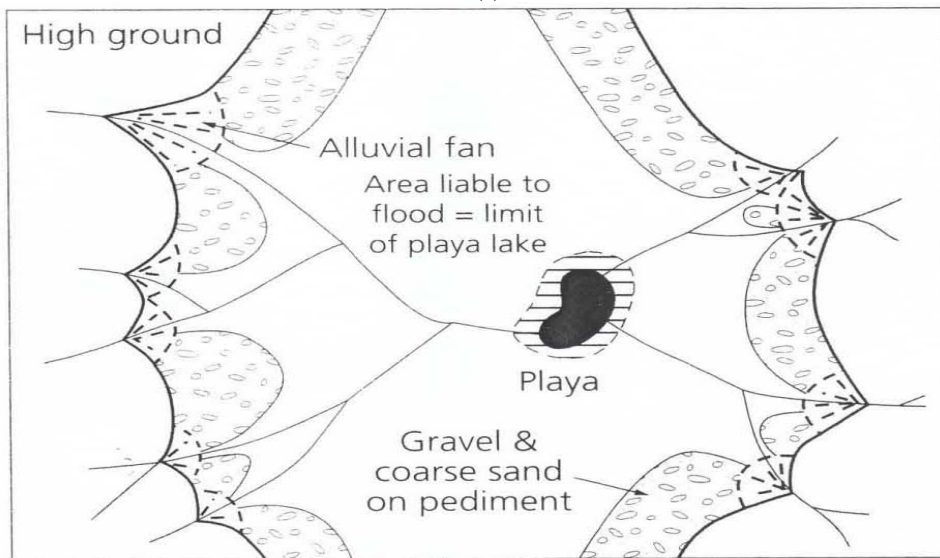 High ground
Alluvial fan
Area liable to
flood = limit
of playa lake
Playa
Gravel &
coarse sand
on pediment